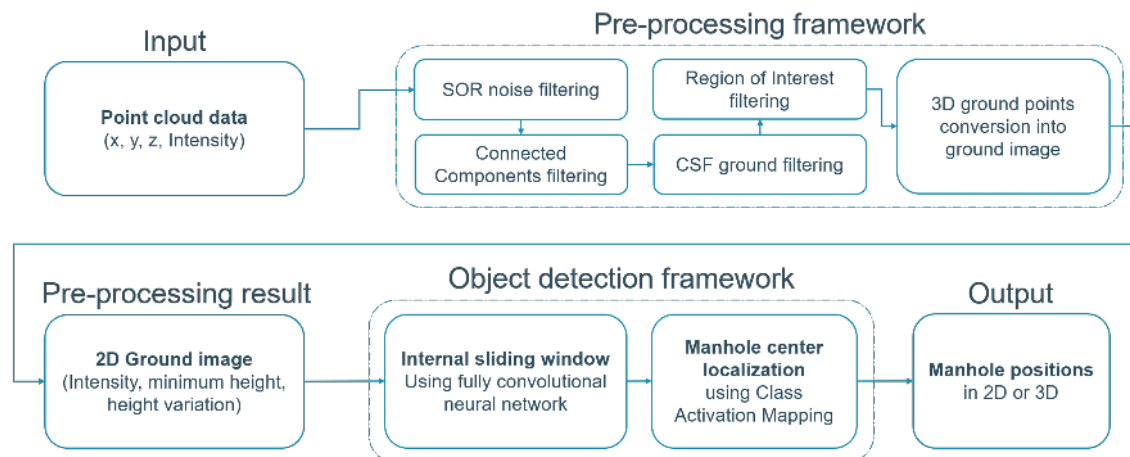 Input
Pre-processing framework
Point cloud data
(x, y, z, Intensity)
SOR noise filtering
Connected
Components filtering
CSF ground filtering
Region of Interest
filtering
3D ground points
conversion into
ground image
Pre-processing result
Object detection framework
Output
2D Ground image
(Intensity, minimum height,
height variation)
Internal sliding window
Using fully convolutional
neural network
Manhole center
localization
using Class
Activation Mapping
Manhole positions
in 2D or 3D